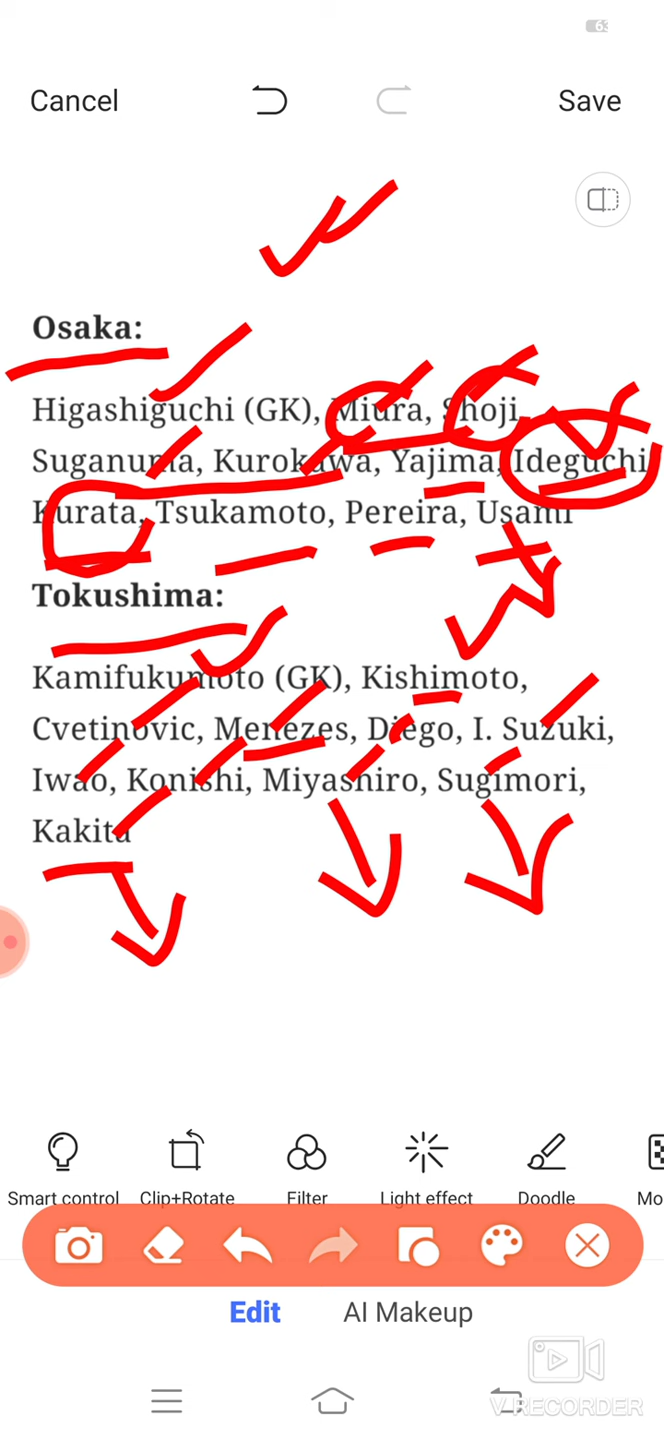 63
Cancel
Save
Osaka:
Higashiguchi (GK), Miura, Shoji,
Suganuma, Kurokawa, Yajima, Ideguchi
Kurata, Tsukamoto, Pereira, Usami
Tokushima:
Kamifukumoto (GK), Kishimoto,
Cvetinovic, Menezes, Diego, I. Suzuki,
Iwao, Konishi, Miyashiro, Sugimori,
Kakita
Smart control Clip+Rotate Filter Light effect Doodle Mo
Edit AI Makeup
V RECORDER